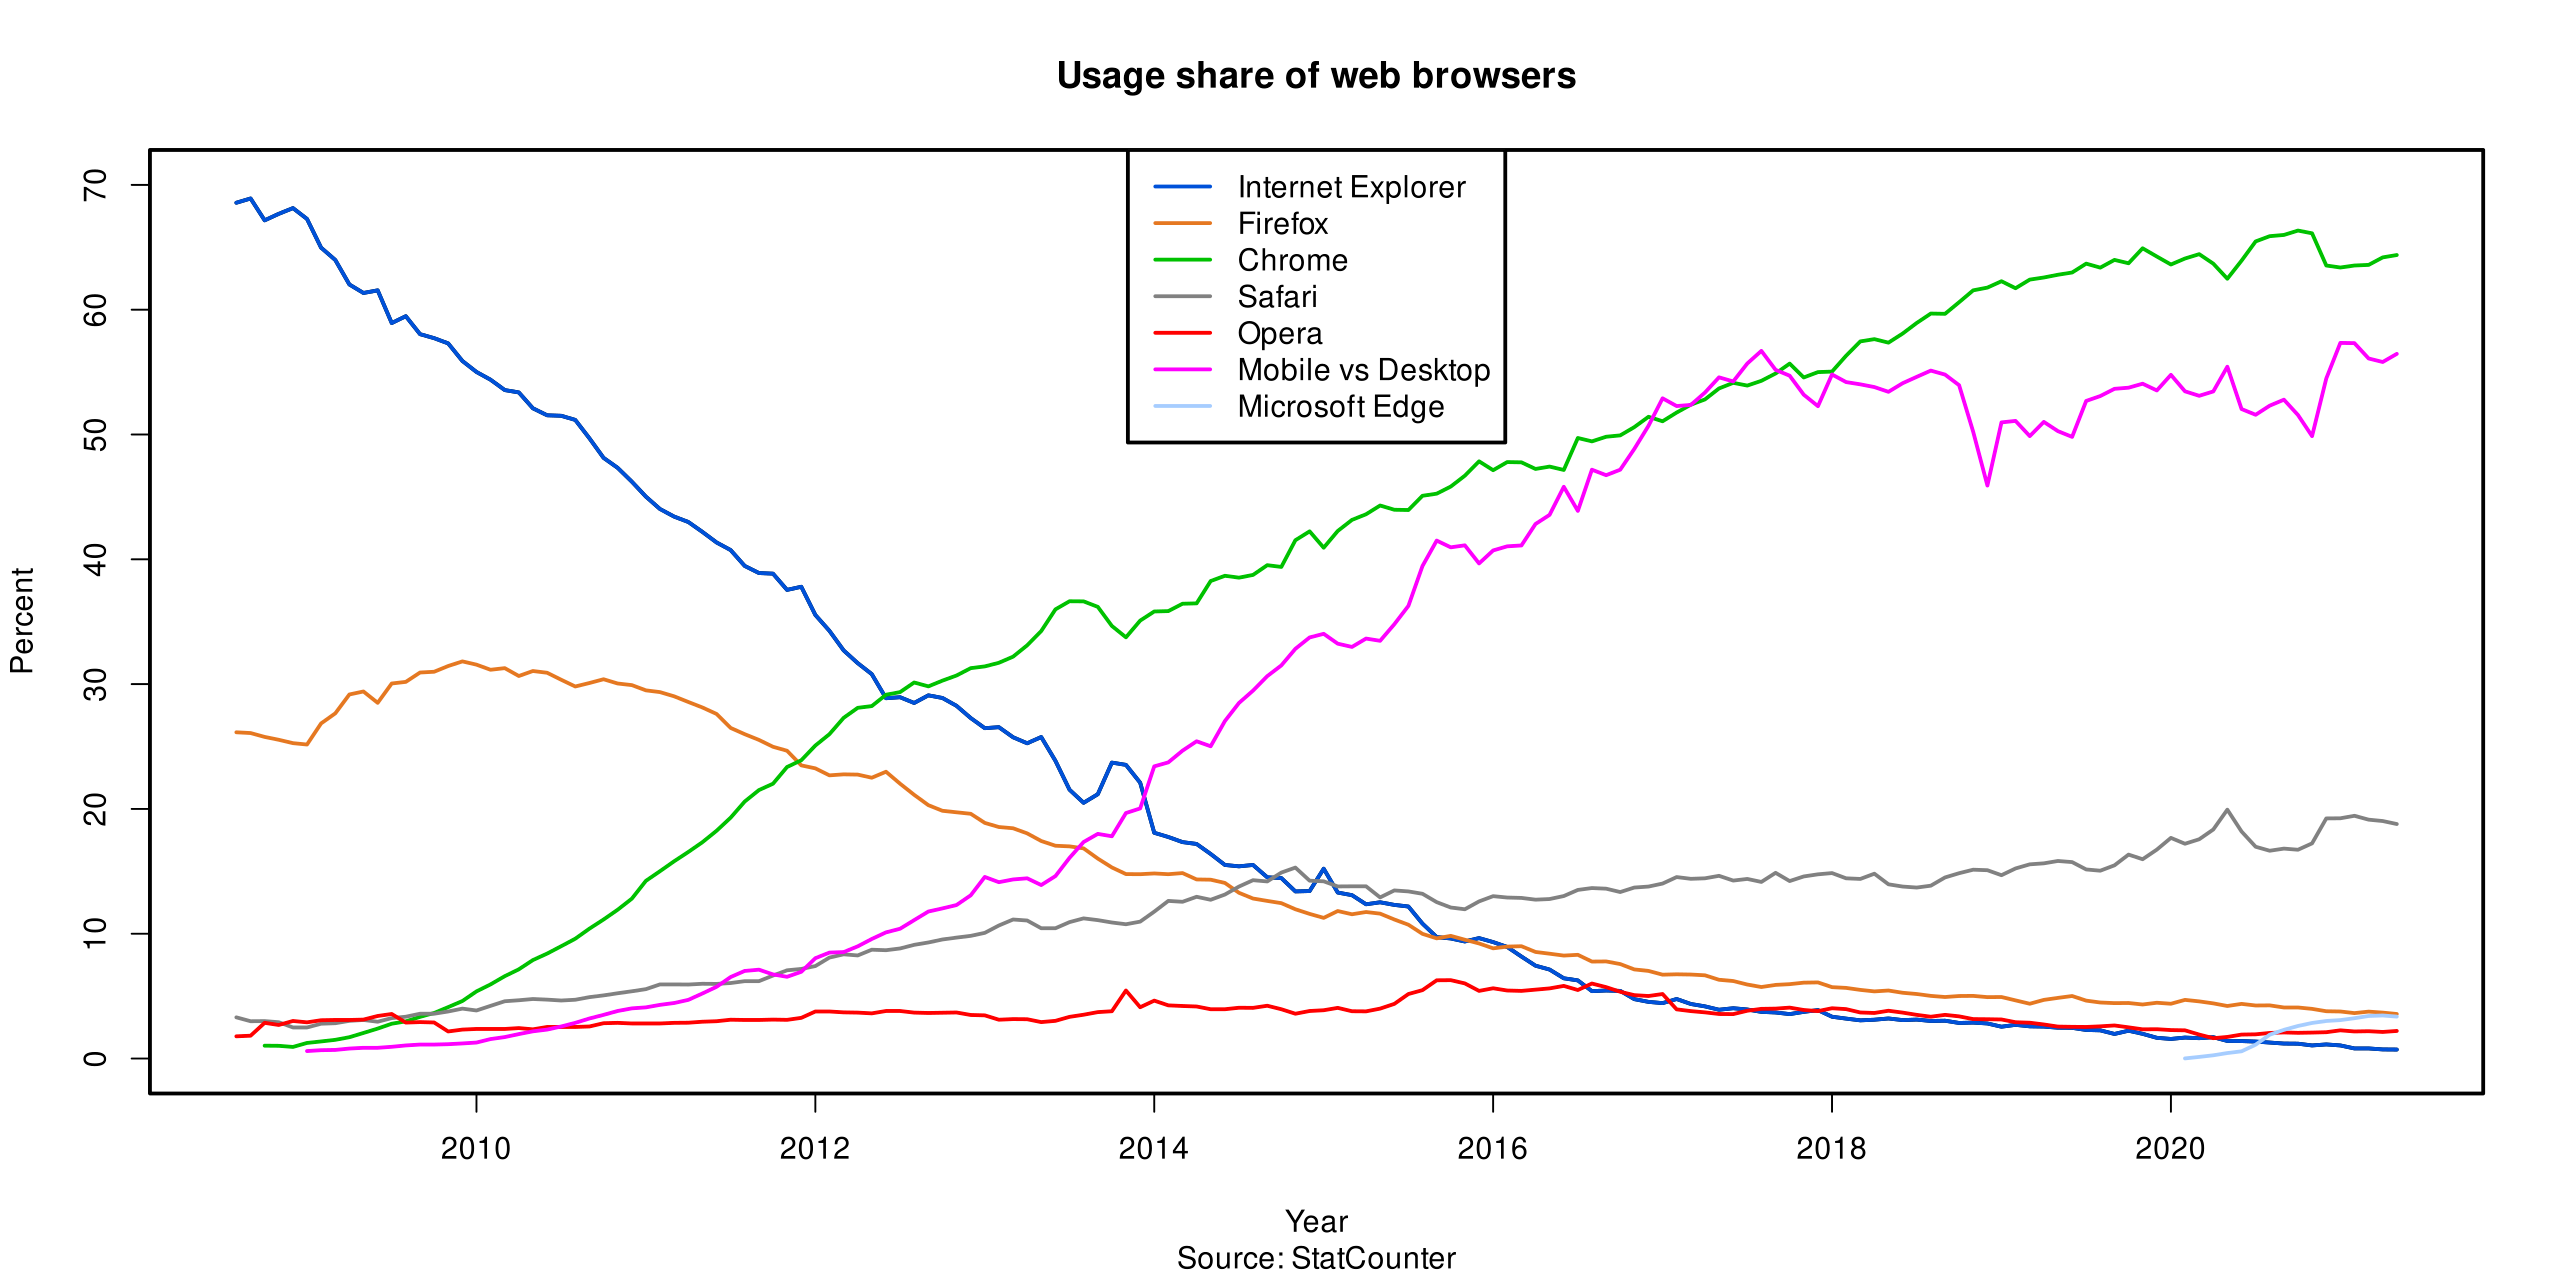 Usage share of web browsers
Internet Explorer
Firefox
Chrome
Safari
Opera
Mobile vs Desktop
Microsoft Edge
Percent
70
60
50
40
30
20
10
0
2010 2012 2014 2016 2018 2020
Year
Source: StatCounter